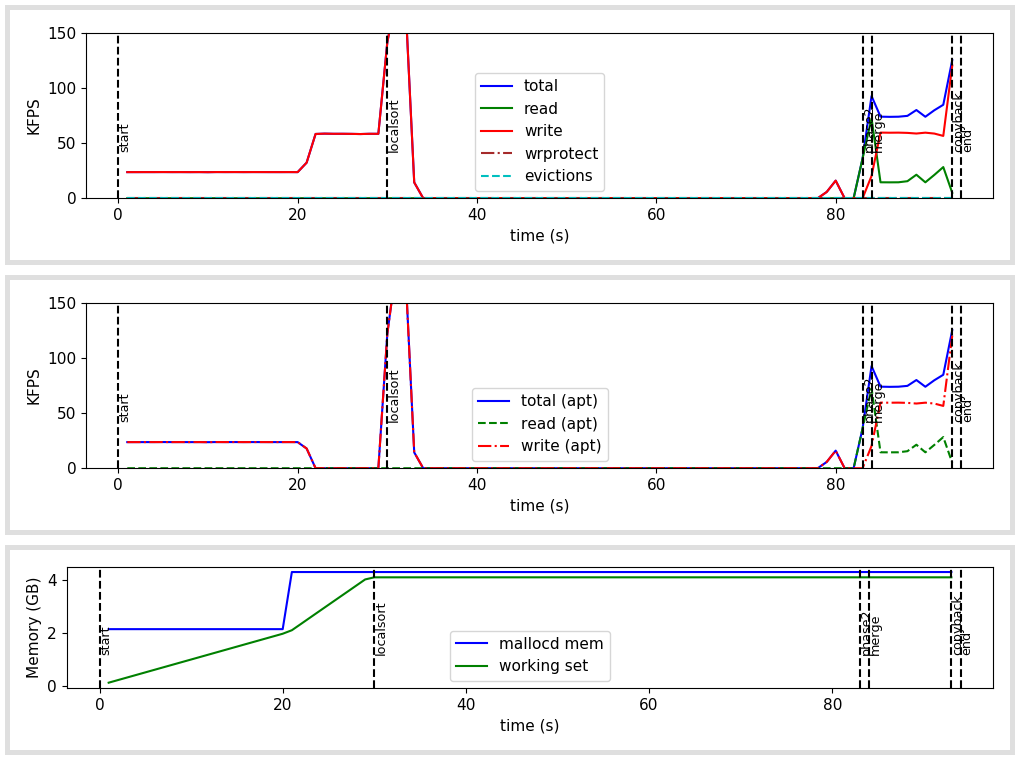 150
100
50
0
KFPS
total
read
write
wrprotect
evictions
start
localsort
phase2
merge
copyback
end
0
20
40
60
80
time (s)
150
100
50
0
KFPS
total (apt)
read (apt)
write (apt)
start
localsort
phase2
merge
copyback
end
0
20
40
60
80
time (s)
4
2
0
Memory (GB)
mallocd mem
working set
start
localsort
phase2
merge
copyback
end
0
20
40
60
80
time (s)